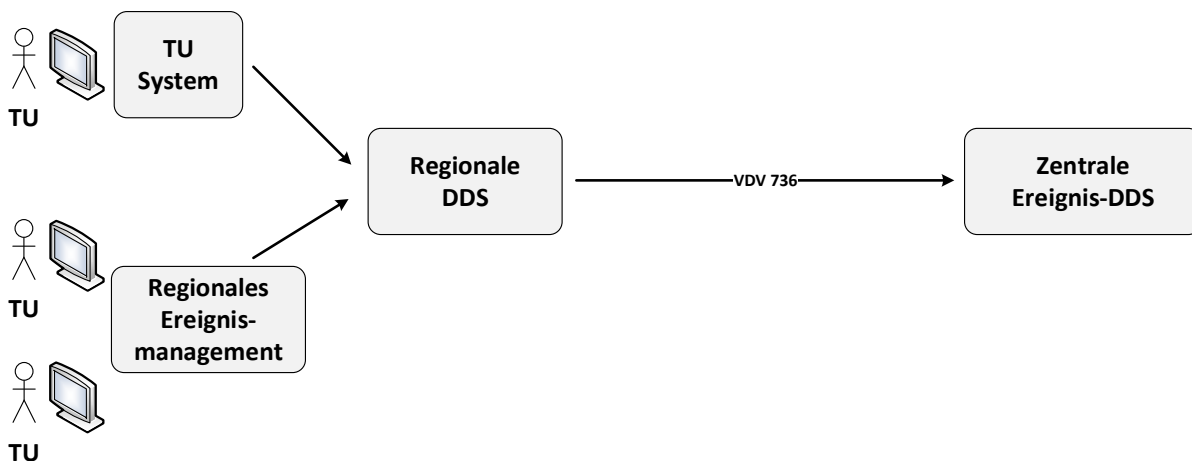 TU
System
TU
Regionale
DDS
VDV 736
Zentrale
Ereignis-DDS
TU
Regionales
Ereignis-
management
TU